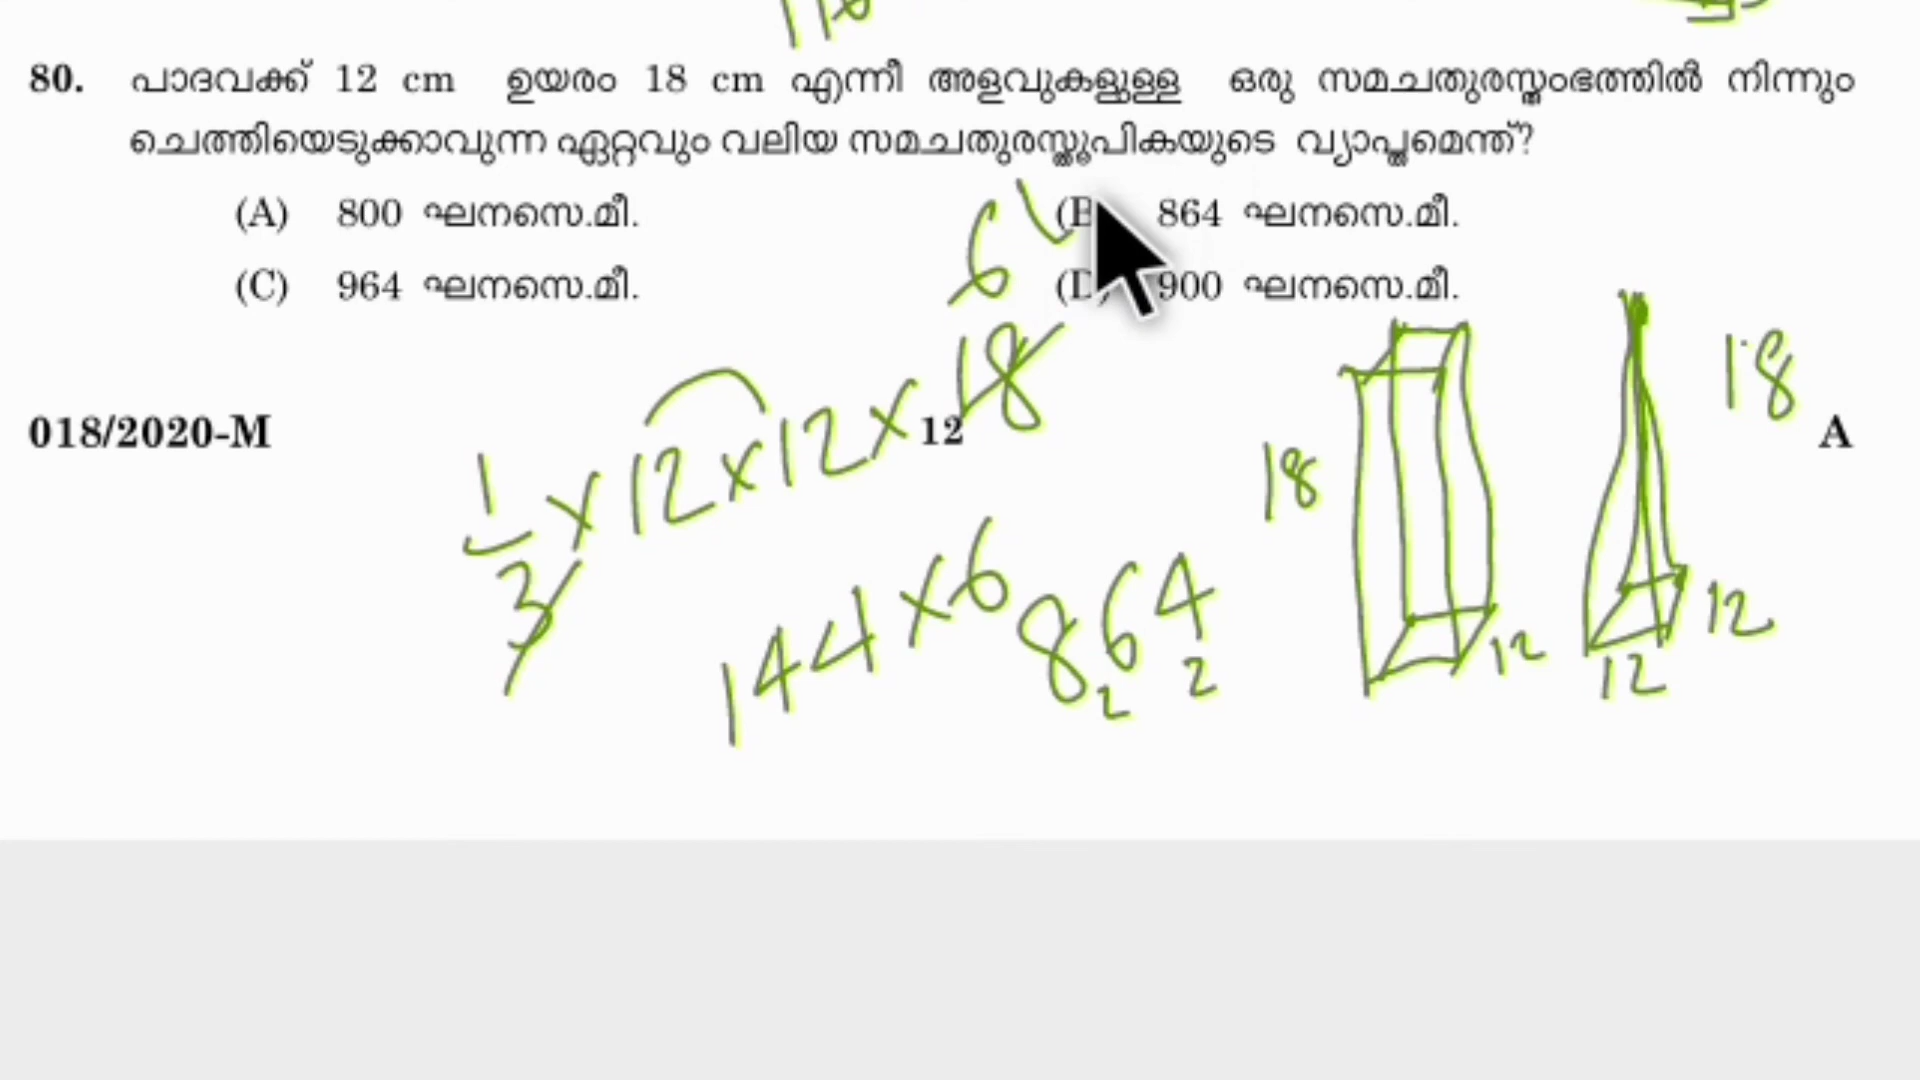 80. പാദവക്ക് 12 cm ഉയരം 18 cm എന്നീ അളവുകളുള്ള ഒരു സമചതുരസ്തംഭത്തിൽ നിന്നും
ചെത്തിയെടുക്കാവുന്ന ഏറ്റവും വലിയ സമചതുരസ്തൂപികയുടെ വ്യാപ്തമെന്ത്?
(A) 800 ഘനസെ.മീ. (B 864 ഘനസെ.മീ.
(C) 964 ഘനസെ.മീ. (D) 900 ഘനസെ.മീ.
6
1/3 × 12 × 12 × 18
144 × 6
864
2 2
18
12
18
12
12
018/2020-M 12 A